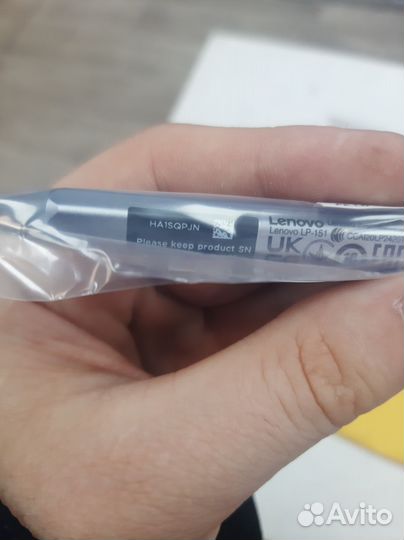 HA1SQPJN
Please keep product SN
Lenovo
Lenovo LP-151
UK
Avito